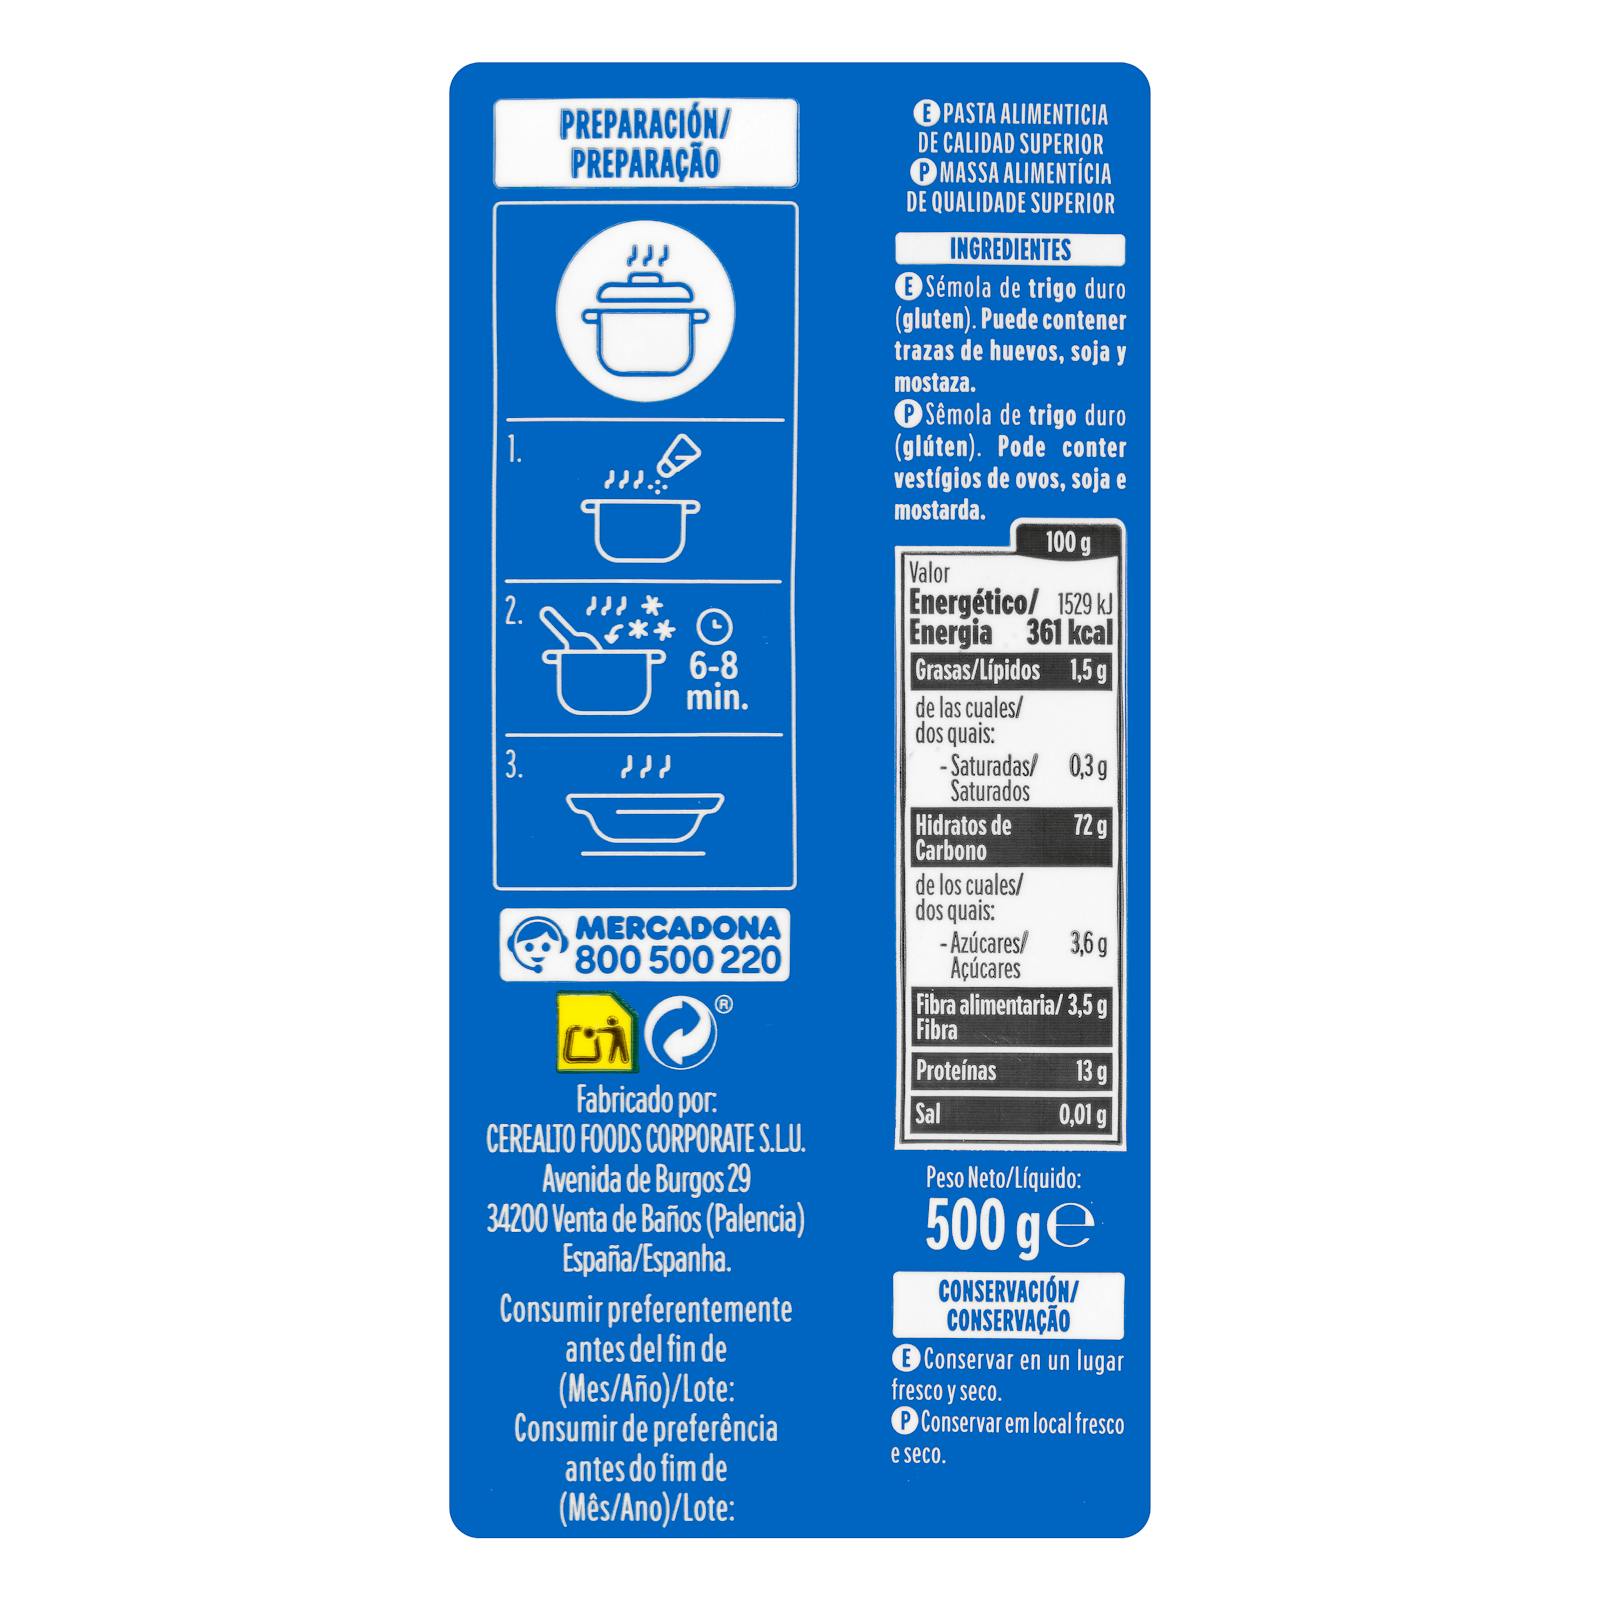 PREPARACIÓN/
PREPARAÇÃO
1.
2.
6-8
min.
3.
MERCADONA
800 500 220
®
Fabricado por:
CEREALTO FOODS CORPORATE S.L.U.
Avenida de Burgos 29
34200 Venta de Baños (Palencia)
España/Espanha.
Consumir preferentemente
antes del fin de
(Mes/Año)/Lote:
Consumir de preferência
antes do fim de
(Mês/Ano)/Lote:
E PASTA ALIMENTICIA
DE CALIDAD SUPERIOR
P MASSA ALIMENTÍCIA
DE QUALIDADE SUPERIOR
INGREDIENTES
E Sémola de trigo duro
(gluten). Puede contener
trazas de huevos, soja y
mostaza.
P Sêmola de trigo duro
(glúten). Pode conter
vestígios de ovos, soja e
mostarda.
100 g
Valor
Energético/ 1529 kJ
Energia 361 kcal
Grasas/Lípidos 1,5 g
de las cuales/
dos quais:
- Saturadas/ 0,3 g
Saturados
Hidratos de 72 g
Carbono
de los cuales/
dos quais:
- Azúcares/ 3,6 g
Açúcares
Fibra alimentaria/ 3,5 g
Fibra
Proteínas 13 g
Sal 0,01 g
Peso Neto/Líquido:
500 g e
CONSERVACIÓN/
CONSERVAÇÃO
E Conservar en un lugar
fresco y seco.
P Conservar em local fresco
e seco.